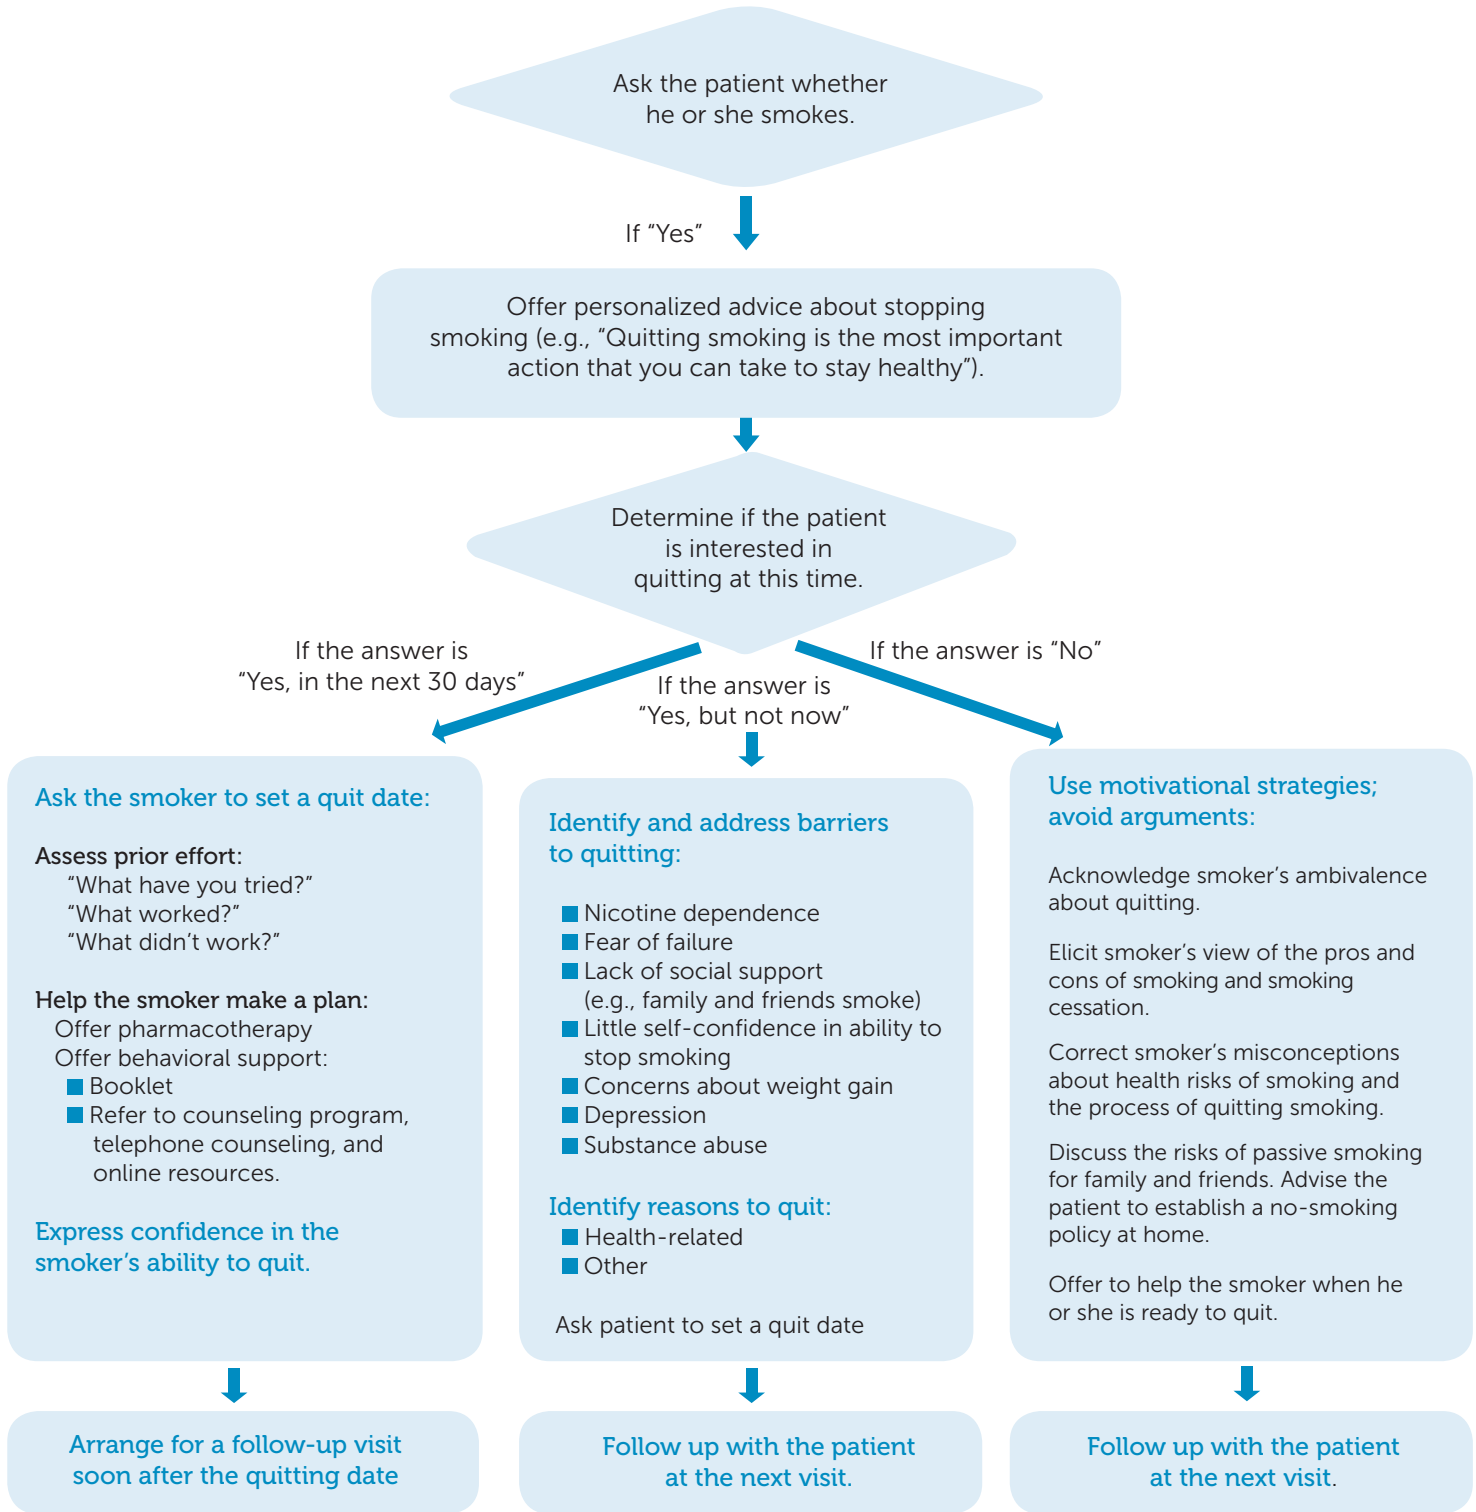 Ask the patient whether
he or she smokes.
If “Yes”
Offer personalized advice about stopping
smoking (e.g., “Quitting smoking is the most important
action that you can take to stay healthy”).
Determine if the patient
is interested in
quitting at this time.
If the answer is
“Yes, in the next 30 days”
If the answer is
“Yes, but not now”
If the answer is “No”
Ask the smoker to set a quit date:
Assess prior effort:
“What have you tried?”
“What worked?”
“What didn’t work?”
Help the smoker make a plan:
Offer pharmacotherapy
Offer behavioral support:
Booklet
Refer to counseling program,
telephone counseling, and
online resources.
Express confidence in the
smoker’s ability to quit.
Arrange for a follow-up visit
soon after the quitting date
Identify and address barriers
to quitting:
Nicotine dependence
Fear of failure
Lack of social support
(e.g., family and friends smoke)
Little self-confidence in ability to
stop smoking
Concerns about weight gain
Depression
Substance abuse
Identify reasons to quit:
Health-related
Other
Ask patient to set a quit date
Follow up with the patient
at the next visit.
Use motivational strategies;
avoid arguments:
Acknowledge smoker’s ambivalence
about quitting.
Elicit smoker’s view of the pros and
cons of smoking and smoking
cessation.
Correct smoker’s misconceptions
about health risks of smoking and
the process of quitting smoking.
Discuss the risks of passive smoking
for family and friends. Advise the
patient to establish a no-smoking
policy at home.
Offer to help the smoker when he
or she is ready to quit.
Follow up with the patient
at the next visit.